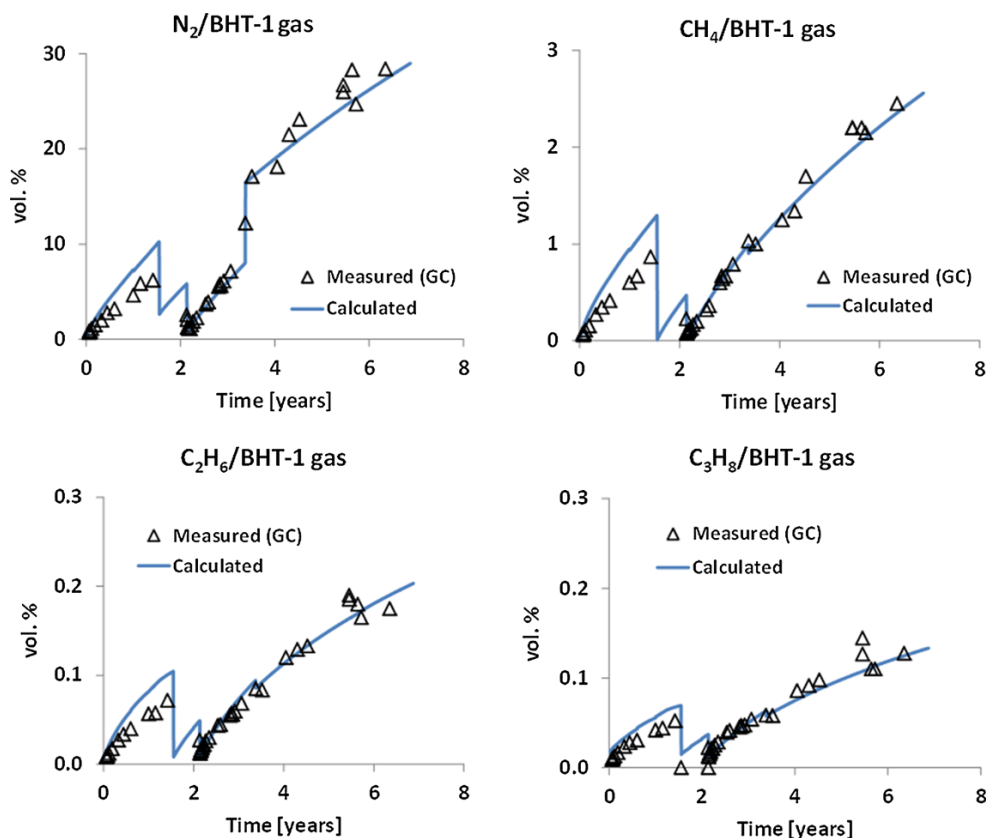 N₂/BHT-1 gas
30
20
10
0
vol. %
0 2 4 6 8
Time [years]
Measured (GC)
Calculated
CH₄/BHT-1 gas
3
2
1
0
vol. %
0 2 4 6 8
Time [years]
Measured (GC)
Calculated
C₂H₆/BHT-1 gas
0.3
0.2
0.1
0.0
vol. %
0 2 4 6 8
Time [years]
Measured (GC)
Calculated
C₃H₈/BHT-1 gas
0.3
0.2
0.1
0.0
vol. %
0 2 4 6 8
Time [years]
Measured (GC)
Calculated